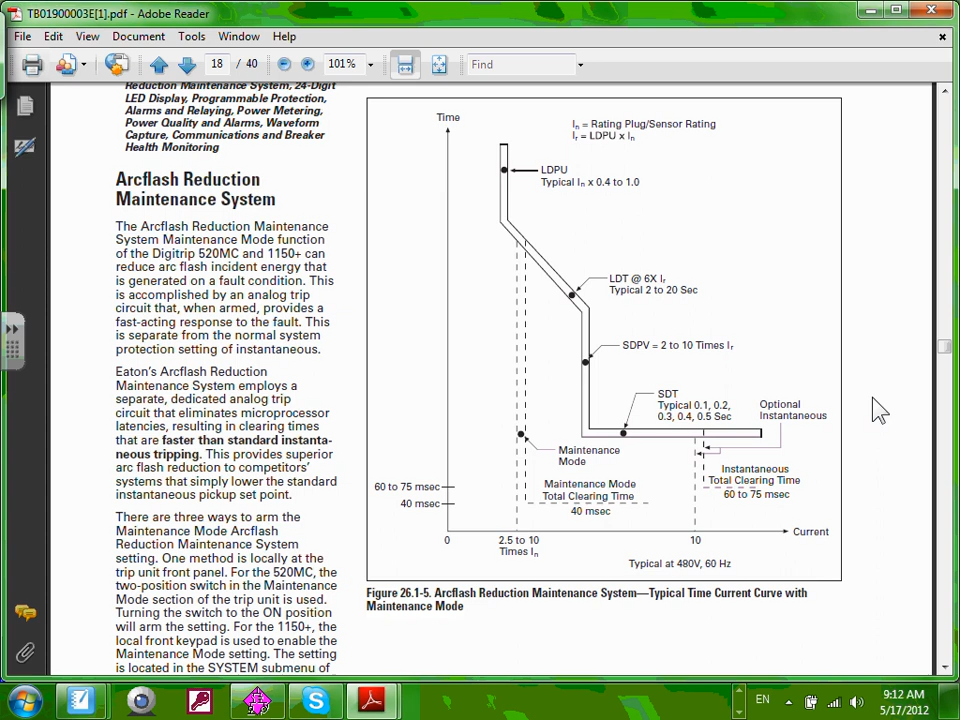 TB01900003E[1].pdf - Adobe Reader
File Edit View Document Tools Window Help
18 / 40 101% Find
Reduction Maintenance System, 24-Digit
LED Display, Programmable Protection,
Alarms and Relaying, Power Metering,
Power Quality and Alarms, Waveform
Capture, Communications and Breaker
Health Monitoring
Arcflash Reduction
Maintenance System
The Arcflash Reduction Maintenance
System Maintenance Mode function
of the Digitrip 520MC and 1150+ can
reduce arc flash incident energy that
is generated on a fault condition. This
is accomplished by an analog trip
circuit that, when armed, provides a
fast-acting response to the fault. This
is separate from the normal system
protection setting of instantaneous.
Eaton's Arcflash Reduction
Maintenance System employs a
separate, dedicated analog trip
circuit that eliminates microprocessor
latencies, resulting in clearing times
that are faster than standard instanta-
neous tripping. This provides superior
arc flash reduction to competitors'
systems that simply lower the standard
instantaneous pickup set point.
There are three ways to arm the
Maintenance Mode Arcflash
Reduction Maintenance System
setting. One method is locally at the
trip unit front panel. For the 520MC, the
two-position switch in the Maintenance
Mode section of the trip unit is used.
Turning the switch to the ON position
will arm the setting. For the 1150+, the
local front keypad is used to enable the
Maintenance Mode setting. The setting
is located in the SYSTEM submenu of
Time
In = Rating Plug/Sensor Rating
Ir = LDPU x In
LDPU
Typical In x 0.4 to 1.0
LDT @ 6X Ir
Typical 2 to 20 Sec
SDPV = 2 to 10 Times Ir
SDT
Typical 0.1, 0.2,
0.3, 0.4, 0.5 Sec
Optional
Instantaneous
Maintenance
Mode
Maintenance Mode
Total Clearing Time
40 msec
Instantaneous
Total Clearing Time
60 to 75 msec
60 to 75 msec
40 msec
Current
0
2.5 to 10
Times In
10
Typical at 480V, 60 Hz
Figure 26.1-5. Arcflash Reduction Maintenance System—Typical Time Current Curve with
Maintenance Mode
EN
9:12 AM
5/17/2012